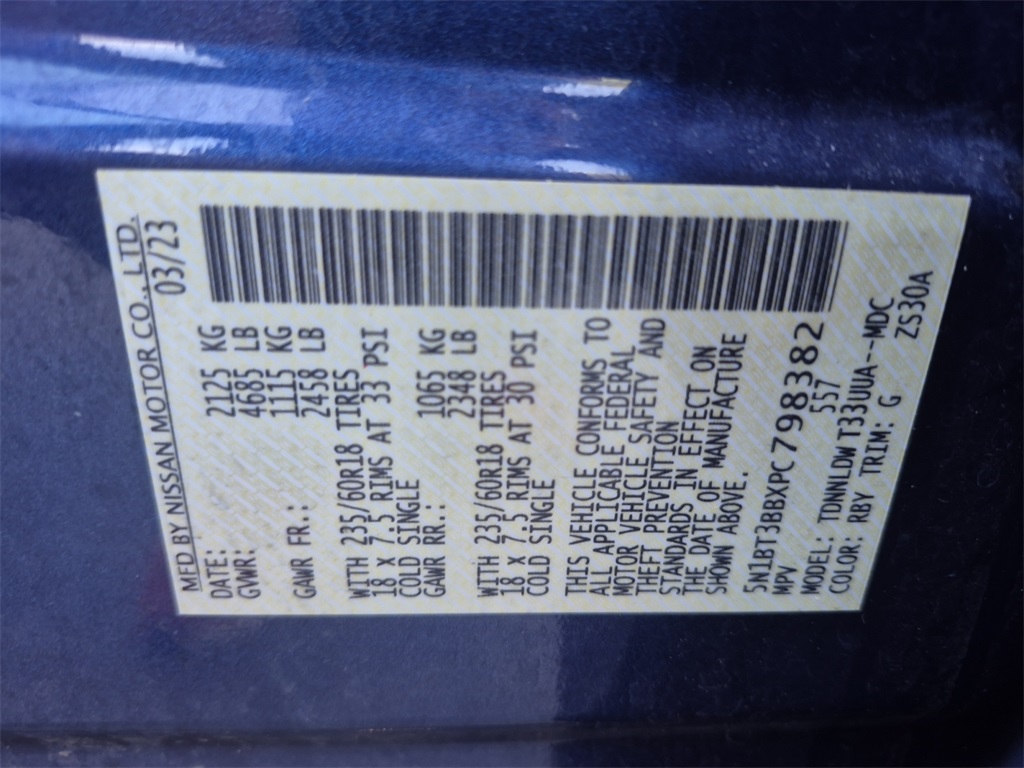 MFD BY NISSAN MOTOR CO., LTD.
DATE: 03/23
GVWR: 2125 KG
4685 LB
GAWR FR.: 1115 KG
2458 LB
WITH 235/60R18 TIRES
18 X 7.5 RIMS AT 33 PSI
COLD SINGLE
GAWR RR.: 1065 KG
2348 LB
WITH 235/60R18 TIRES
18 X 7.5 RIMS AT 30 PSI
COLD SINGLE
THIS VEHICLE CONFORMS TO
ALL APPLICABLE FEDERAL
MOTOR VEHICLE SAFETY AND
THEFT PREVENTION
STANDARDS IN EFFECT ON
THE DATE OF MANUFACTURE
SHOWN ABOVE.
5N1BT3BBXPC798382
MPV 557
MODEL: TDNNLDWT33UUA--MDC
COLOR: RBY TRIM: G ZS330A